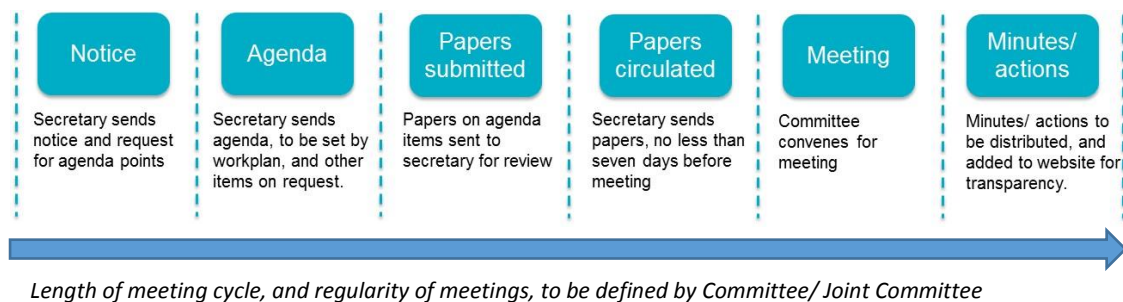 Notice
Agenda
Papers
submitted
Papers
circulated
Meeting
Minutes/
actions
Secretary sends
notice and request
for agenda points
Secretary sends
agenda, to be set by
workplan, and other
items on request.
Papers on agenda
items sent to
secretary for review
Secretary sends
papers, no less than
seven days before
meeting
Committee
convenes for
meeting
Minutes/ actions to
be distributed, and
added to website for
transparency.
Length of meeting cycle, and regularity of meetings, to be defined by Committee/ Joint Committee